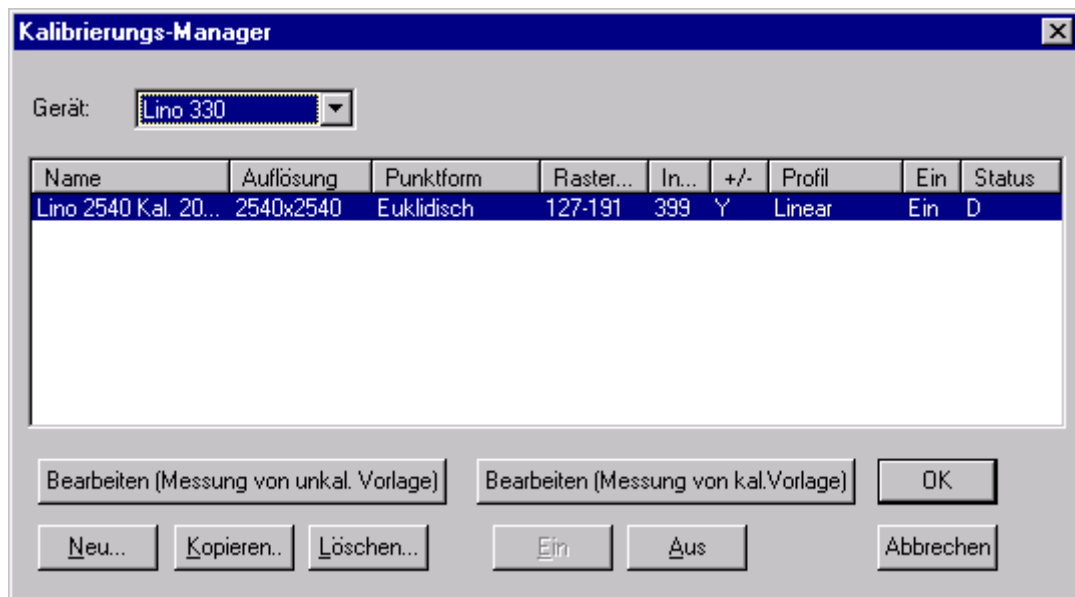 Kalibrierungs-Manager
Gerät: Lino 330
Name Auflösung Punktform Raster... In... +/- Profil Ein Status
Lino 2540 Kal. 20... 2540x2540 Euklidisch 127-191 399 Y Linear Ein D
Bearbeiten (Messung von unkal. Vorlage) Bearbeiten (Messung von kal.Vorlage) OK
Neu... Kopieren.. Löschen... Ein Aus Abbrechen